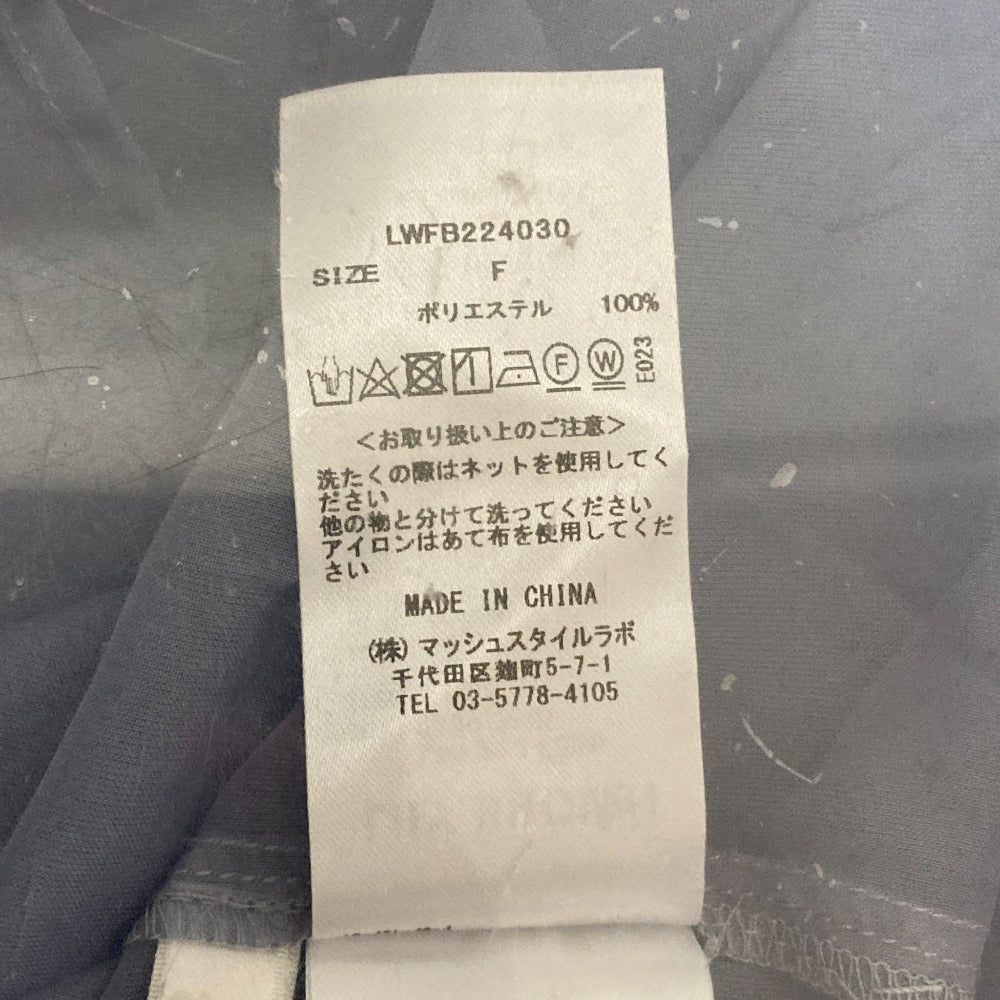 LWFB224030
SIZE F
ポリエステル 100%
F W E023
<お取り扱い上のご注意>
洗たくの際はネットを使用してく
ださい
他の物と分けて洗ってください
アイロンはあて布を使用してくだ
さい
MADE IN CHINA
(株)マッシュスタイルラボ
千代田区麹町5-7-1
TEL 03-5778-4105